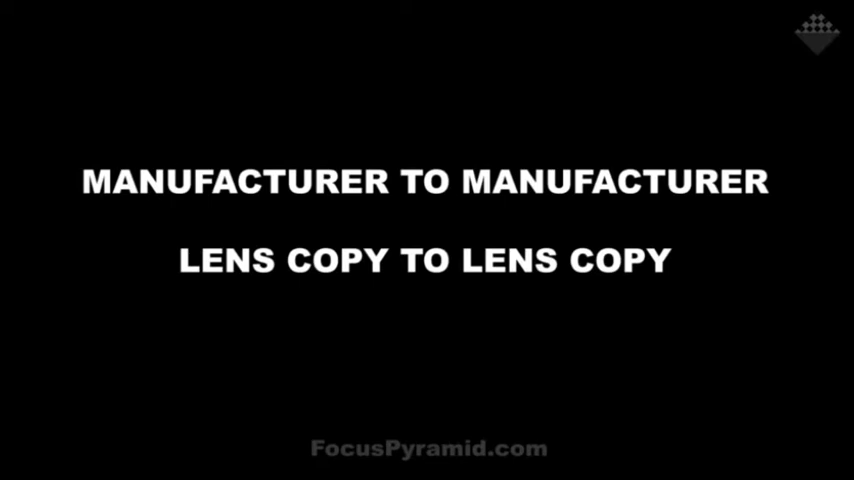 MANUFACTURER TO MANUFACTURER
LENS COPY TO LENS COPY
FocusPyramid.com